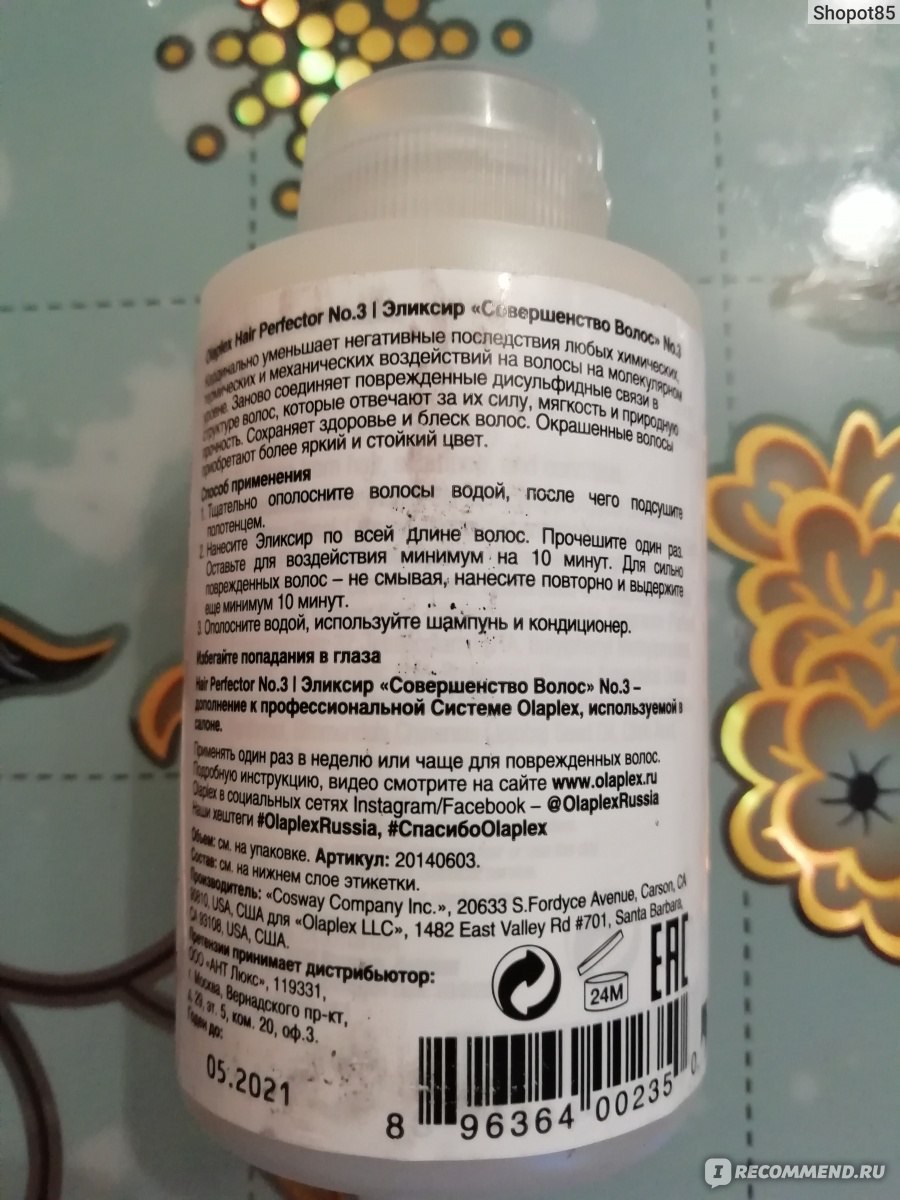 Shopot85
Olaplex Hair Perfector No.3 | Эликсир «Совершенство Волос» No.3
Кардинально уменьшает негативные последствия любых химических,
термических и механических воздействий на волосы на молекулярном
уровне. Заново соединяет поврежденные дисульфидные связи в
структуре волос, которые отвечают за их силу, мягкость и природную
прочность. Сохраняет здоровье и блеск волос. Окрашенные волосы
приобретают более яркий и стойкий цвет.
Способ применения
1. Тщательно ополосните волосы водой, после чего подсушите
полотенцем.
2. Нанесите Эликсир по всей длине волос. Прочешите один раз.
Оставьте для воздействия минимум на 10 минут. Для сильно
поврежденных волос – не смывая, нанесите повторно и выдержите
еще минимум 10 минут.
3. Ополосните водой, используйте шампунь и кондиционер.
Избегайте попадания в глаза
Hair Perfector No.3 | Эликсир «Совершенство Волос» No.3 –
дополнение к профессиональной Системе Olaplex, используемой в
салоне.
Применять один раз в неделю или чаще для поврежденных волос.
Подробную инструкцию, видео смотрите на сайте www.olaplex.ru
Olaplex в социальных сетях Instagram/Facebook – @OlaplexRussia
Наши хештеги #OlaplexRussia, #СпасибоOlaplex
Объем: см. на упаковке. Артикул: 20140603.
Состав: см. на нижнем слое этикетки.
Производитель: «Cosway Company Inc.», 20633 S.Fordyce Avenue, Carson, CA
90810, USA, США для «Olaplex LLC», 1482 East Valley Rd #701, Santa Barbara,
CA 93108, USA, США.
Претензии принимает дистрибьютор:
ООО «АНТ Люкс», 119331,
г. Москва, Вернадского пр-кт,
д. 29, эт. 5, ком. 20, оф.3.
Годен до:
05.2021
24M
EAC
8 96364 00235 0
IRECOMMEND.RU